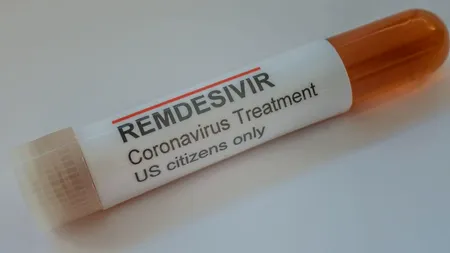 REMDESIVIR
Coronavirus Treatment
US citizens only